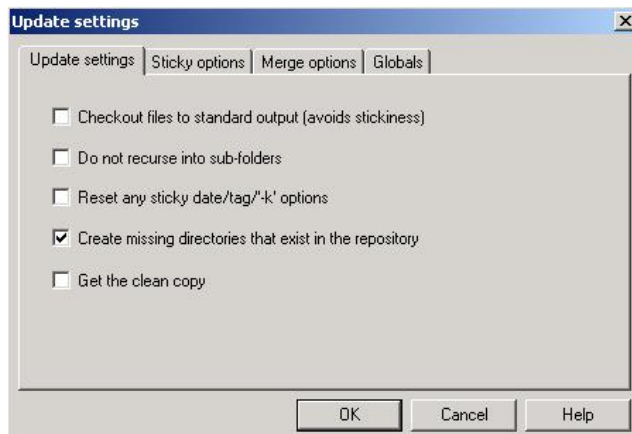 Update settings
Update settings Sticky options Merge options Globals
Checkout files to standard output (avoids stickiness)
Do not recurse into sub-folders
Reset any sticky date/tag/'-k' options
Create missing directories that exist in the repository
Get the clean copy
OK Cancel Help